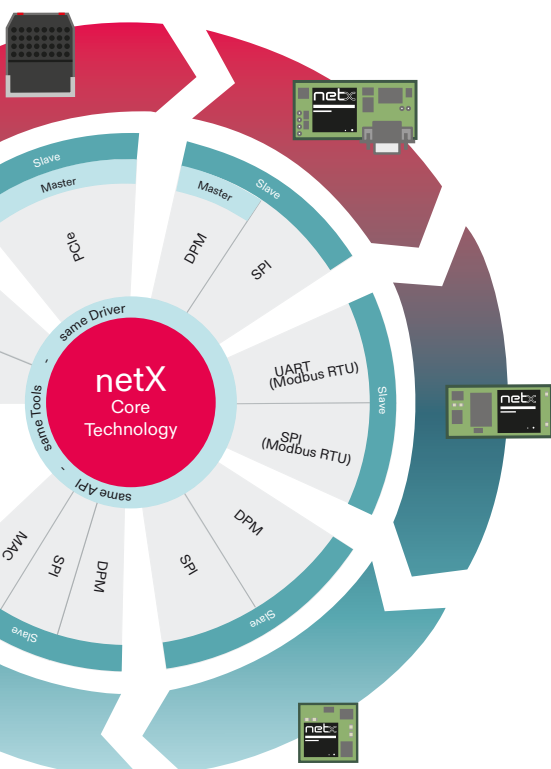 netX
Slave
Master
PCIe
Master
Slave
DPM
SPI
same Driver
-
same Tools
-
same API
netX
Core
Technology
UART
(Modbus RTU)
SPI
(Modbus RTU)
Slave
netX
DPM
SPI
Slave
MAC
SPI
DPM
Slave
netX